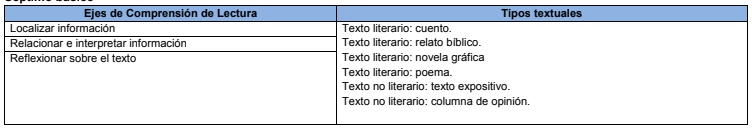 Ejes de Comprensión de Lectura
Tipos textuales
Localizar información
Relacionar e interpretar información
Reflexionar sobre el texto
Texto literario: cuento.
Texto literario: relato bíblico.
Texto literario: novela gráfica
Texto literario: poema.
Texto no literario: texto expositivo.
Texto no literario: columna de opinión.